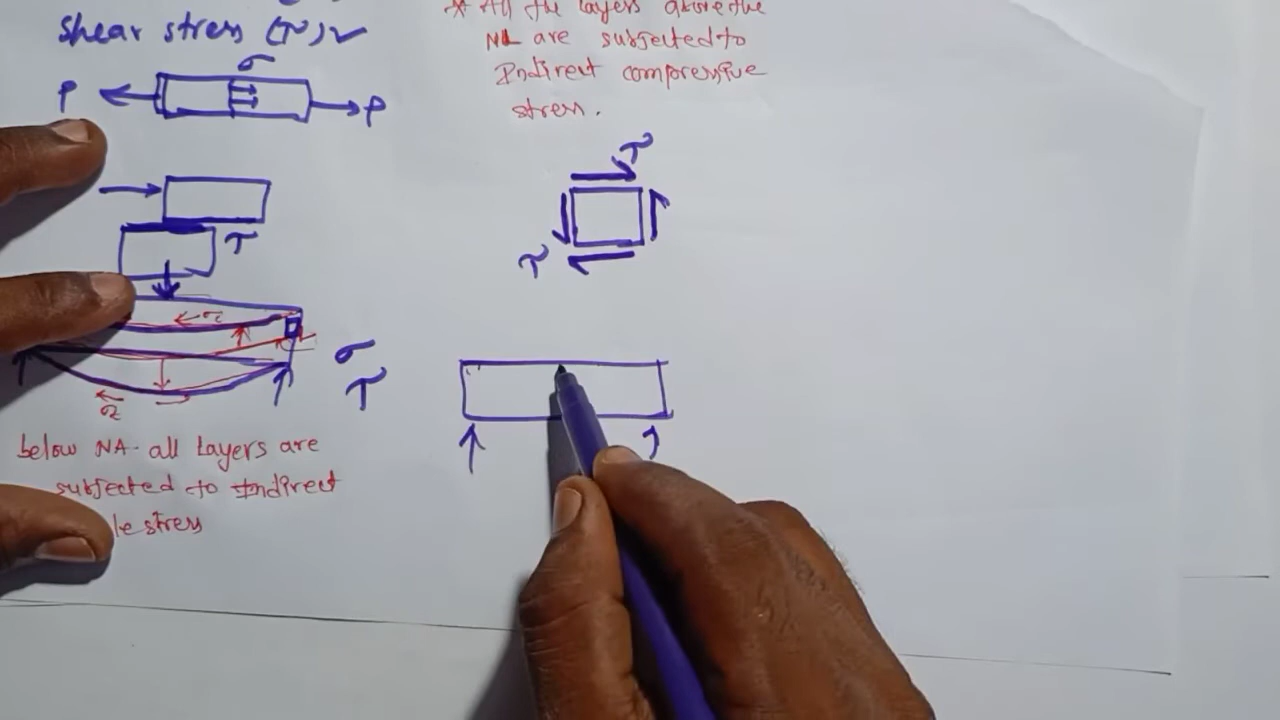 shear stress (τ) ✓
σ
P
P
τ
σ
σ
σ
τ
below NA- all Layers are
subjected to Indirect
le stress
* All the layers above the
NL are subjected to
Indirect compressive
stress.
τ
τ